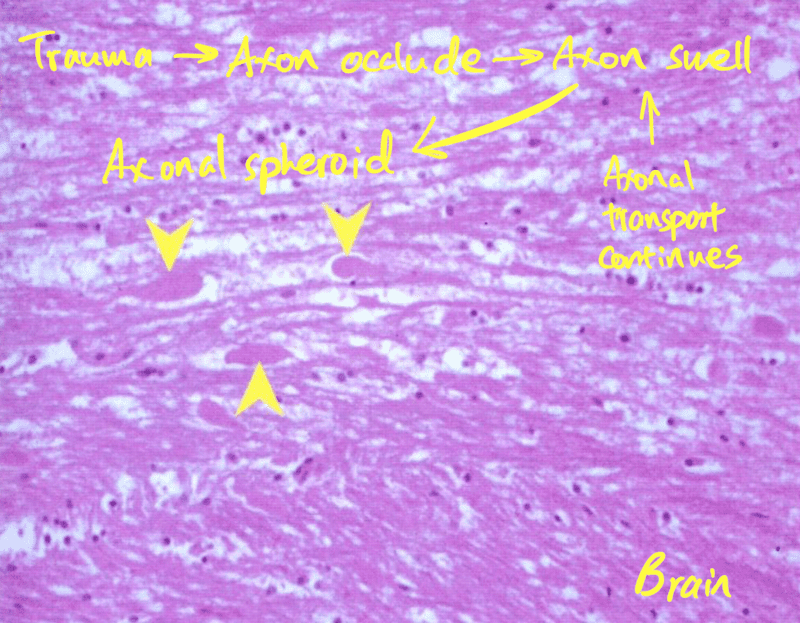 Trauma → Axon occlude → Axon swell
Axonal spheroid
Axonal
transport
continues
Brain